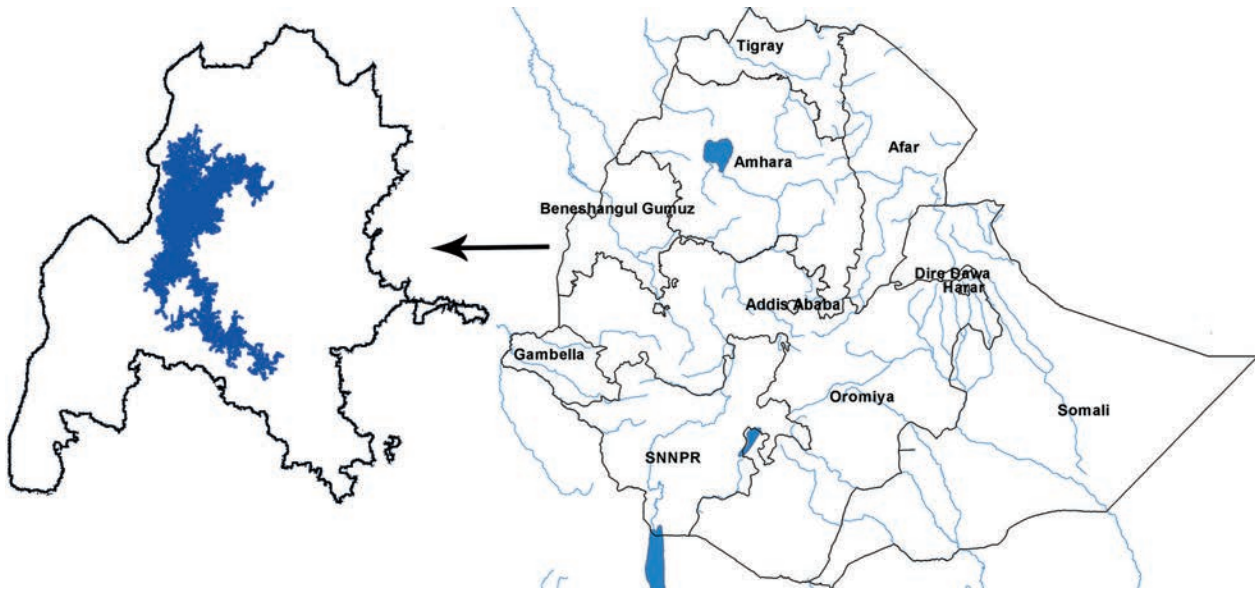 Tigray
Afar
Amhara
Beneshangul Gumuz
Dire Dawa
Harar
Addis Ababa
Gambella
Oromiya
Somali
SNNPR